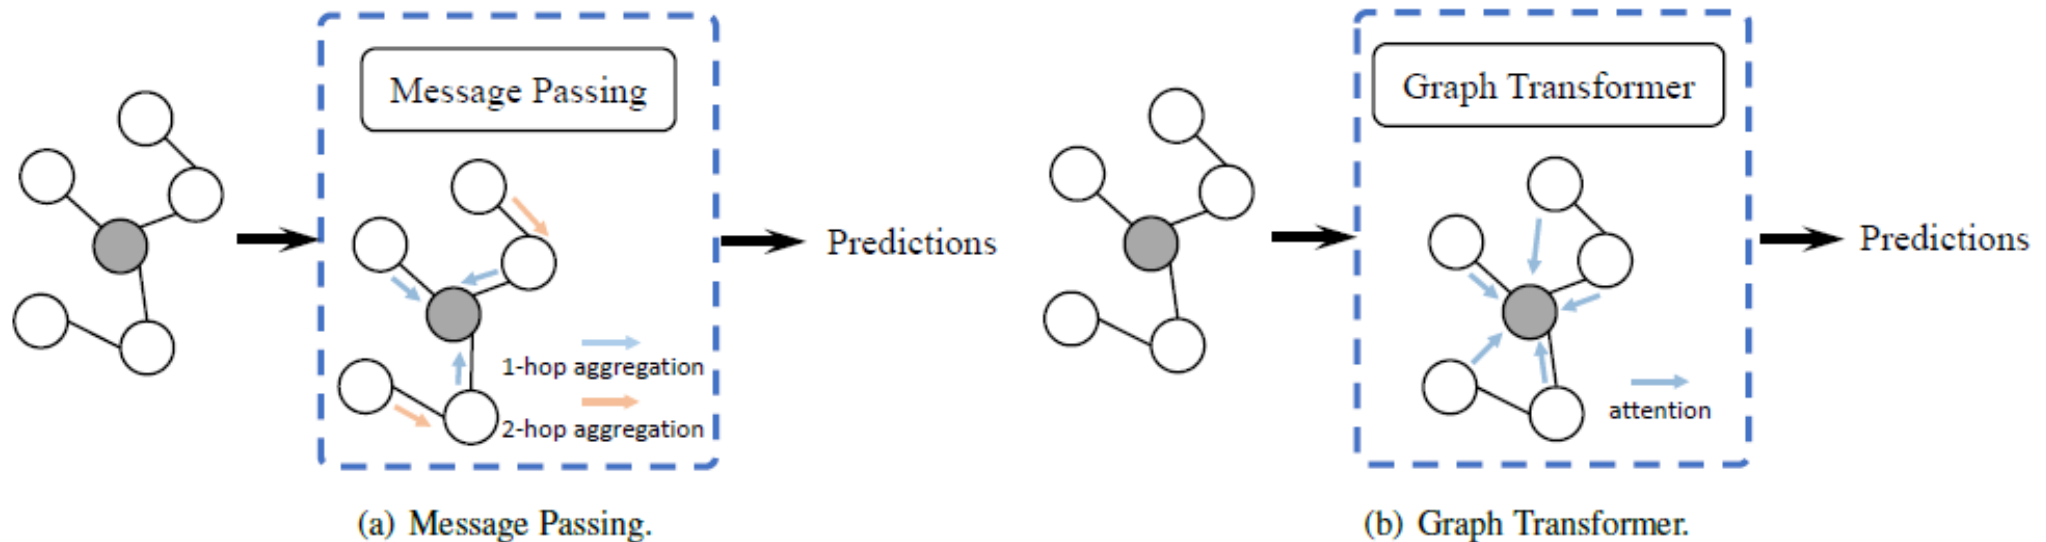 Message Passing
1-hop aggregation
2-hop aggregation
Predictions
(a) Message Passing.
Graph Transformer
attention
Predictions
(b) Graph Transformer.